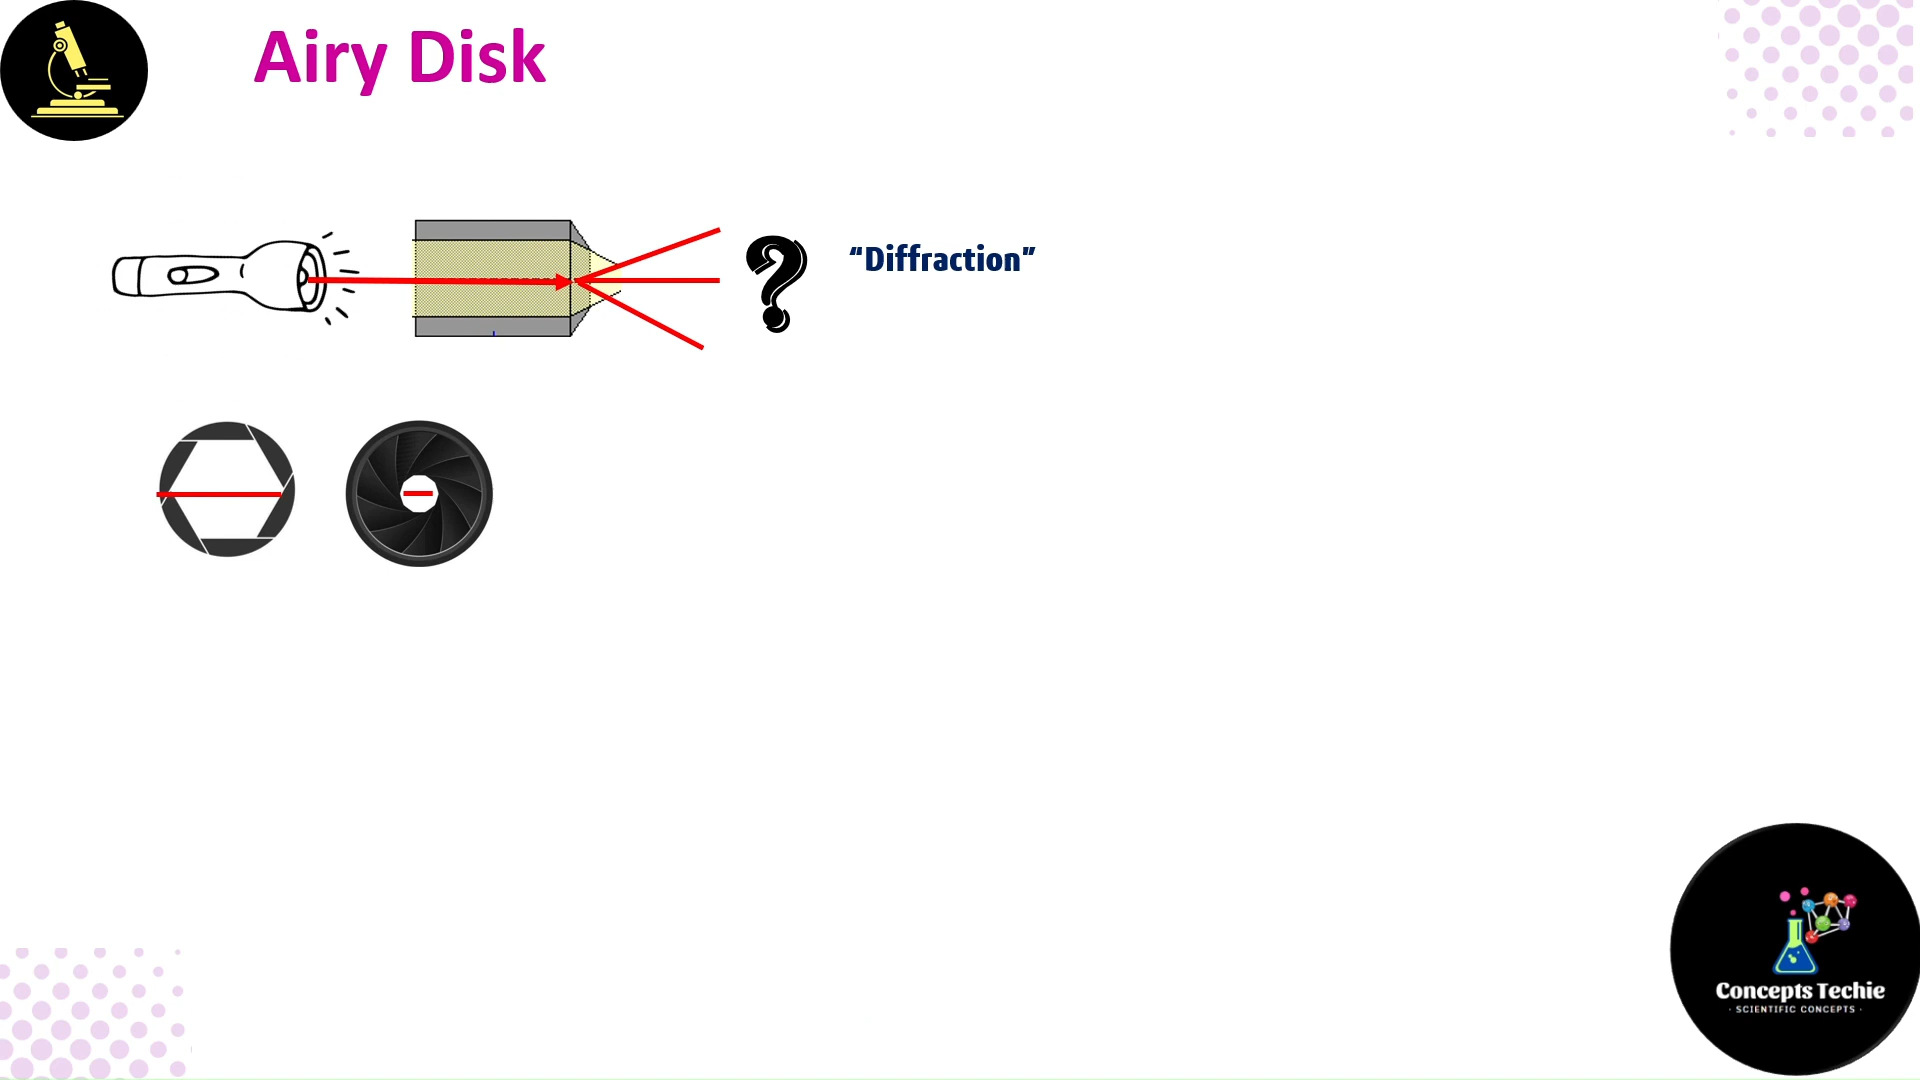 Airy Disk
“Diffraction”
Concepts Techie
· SCIENTIFIC CONCEPTS ·